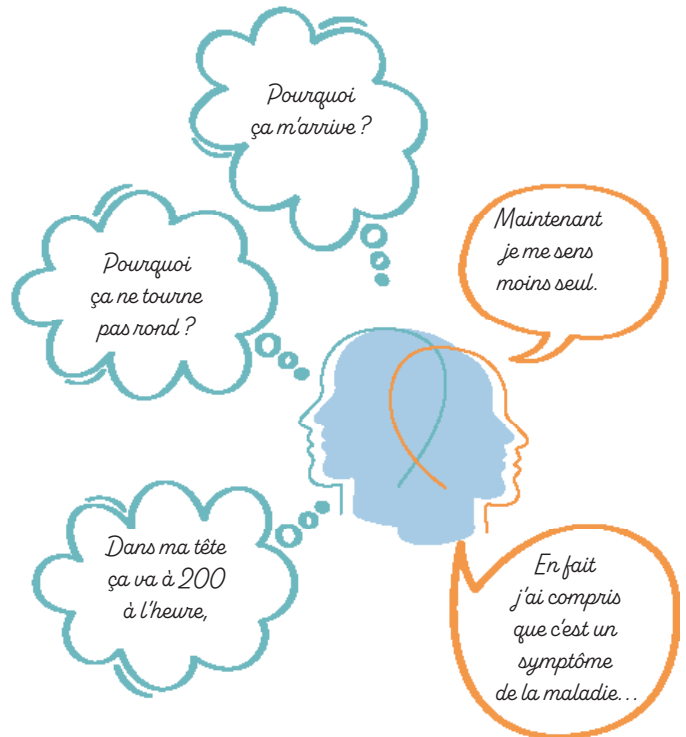 Pourquoi
ça m'arrive ?
Pourquoi
ça ne tourne
pas rond ?
Dans ma tête
ça va à 200
à l'heure,
Maintenant
je me sens
moins seul.
En fait
j'ai compris
que c'est un
symptôme
de la maladie...